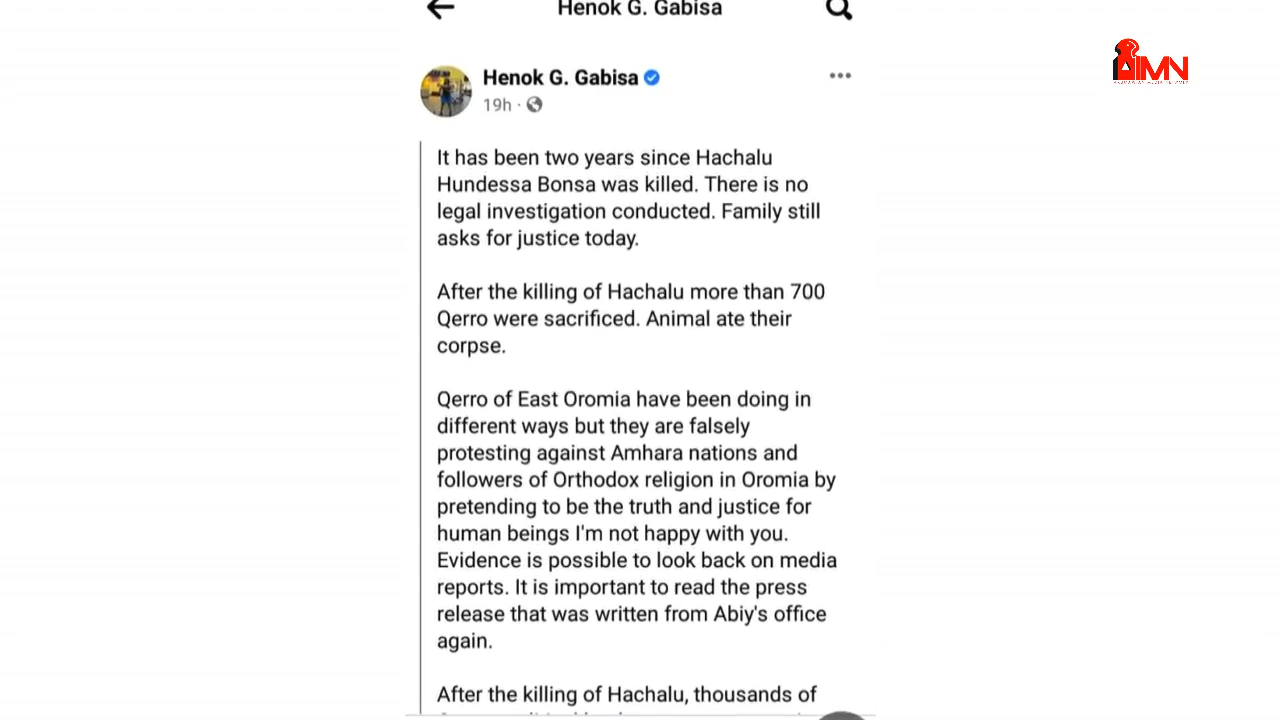 Henok G. Gabisa
IMN
Henok G. Gabisa
19h ·
It has been two years since Hachalu
Hundessa Bonsa was killed. There is no
legal investigation conducted. Family still
asks for justice today.
After the killing of Hachalu more than 700
Qerro were sacrificed. Animal ate their
corpse.
Qerro of East Oromia have been doing in
different ways but they are falsely
protesting against Amhara nations and
followers of Orthodox religion in Oromia by
pretending to be the truth and justice for
human beings I'm not happy with you.
Evidence is possible to look back on media
reports. It is important to read the press
release that was written from Abiy's office
again.
After the killing of Hachalu, thousands of